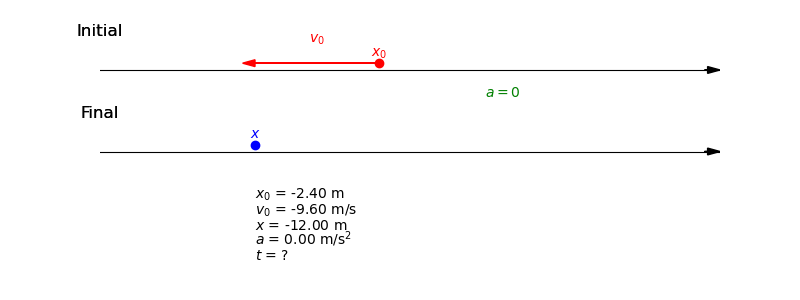 Initial
v₀
x₀
a = 0
Final
x
x₀ = -2.40 m
v₀ = -9.60 m/s
x = -12.00 m
a = 0.00 m/s²
t = ?